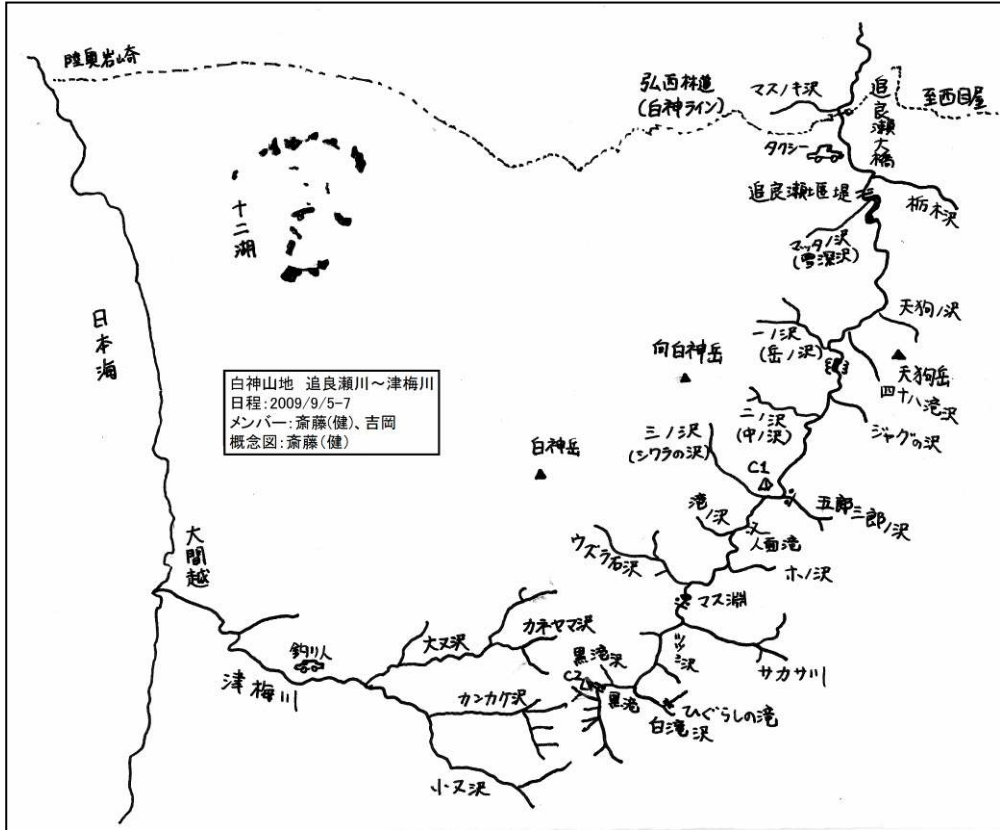 陸奥岩崎
弘西林道
(白神ライン)
マスノキ沢
追良瀬大橋
至西目屋
タクシー
追良瀬堰堤
栃木沢
マッタノ沢
(雪深沢)
十二湖
日本海
天狗ノ沢
一ノ沢
(岳ノ沢)
向白神岳
天狗岳
四十八滝沢
白神山地 追良瀬川～津梅川
日程:2009/9/5-7
メンバー:斎藤(健)、吉岡
概念図:斎藤(健)
二ノ沢
(中ノ沢)
ジャグの沢
三ノ沢
(シワラの沢)
白神岳
C1
五郎三郎ノ沢
滝ノ沢
人面滝
ウズラ石沢
ホノ沢
大間越
マス淵
カネヤマ沢
大又沢
ツツミ沢
サカサ川
釣り人
黒滝沢
C2
津梅川
カンカケ沢
黒滝
ひぐらしの滝
白滝沢
小又沢